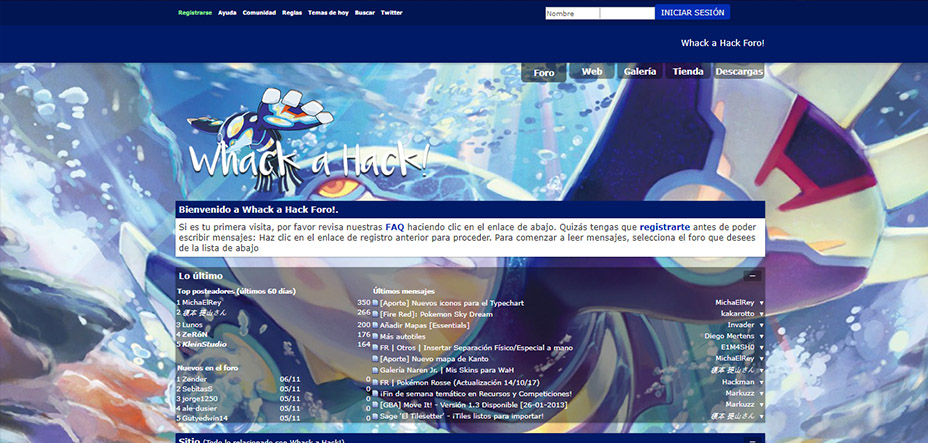 Registrarse Ayuda Comunidad Reglas Temas de hoy Buscar Twitter
Nombre
INICIAR SESIÓN
Whack a Hack Foro!
Foro Web Galería Tienda Descargas
Whack a Hack!
Bienvenido a Whack a Hack Foro!.
Si es tu primera visita, por favor revisa nuestras FAQ haciendo clic en el enlace de abajo. Quizás tengas que registrarte antes de poder
escribir mensajes: Haz clic en el enlace de registro anterior para proceder. Para comenzar a leer mensajes, selecciona el foro que desees
de la lista de abajo
Lo último
Top posteadores (últimos 60 días)
1 MichaElRey 350
2 榎本 捷山さん 266
3 Lunos 200
4 ZeRöN 176
5 KleinStudio 164
Nuevos en el foro
1 Zender 06/11 0
2 SebitasS 05/11 0
3 jorge1250 05/11 0
4 ale-dusier 05/11 0
5 Gutyedwin14 05/11 0
Últimos mensajes
[Aporte] Nuevos iconos para el Typechart MichaElRey
[Fire Red]: Pokemon Sky Dream kakarotto
Añadir Mapas [Essentials] Invader
Más autotiles Diego Mertens
FR | Otros | Insertar Separación Físico/Especial a mano E1M4SH0
[Aporte] Nuevo mapa de Kanto MichaElRey
Galería Naren Jr. | Mis Skins para WaH 榎本 捷山さん
FR | Pokémon Rosse (Actualización 14/10/17) Hackman
¡Fin de semana temático en Recursos y Competiciones! Markuzz
[GBA] Move It! - Versión 1.3 Disponible [26-01-2013] Markuzz
Sage 'El Tilesetter' - ¡Tiles listos para importar! 榎本 捷山さん
Sitio (Todo lo relacionado con Whack a Hack!)